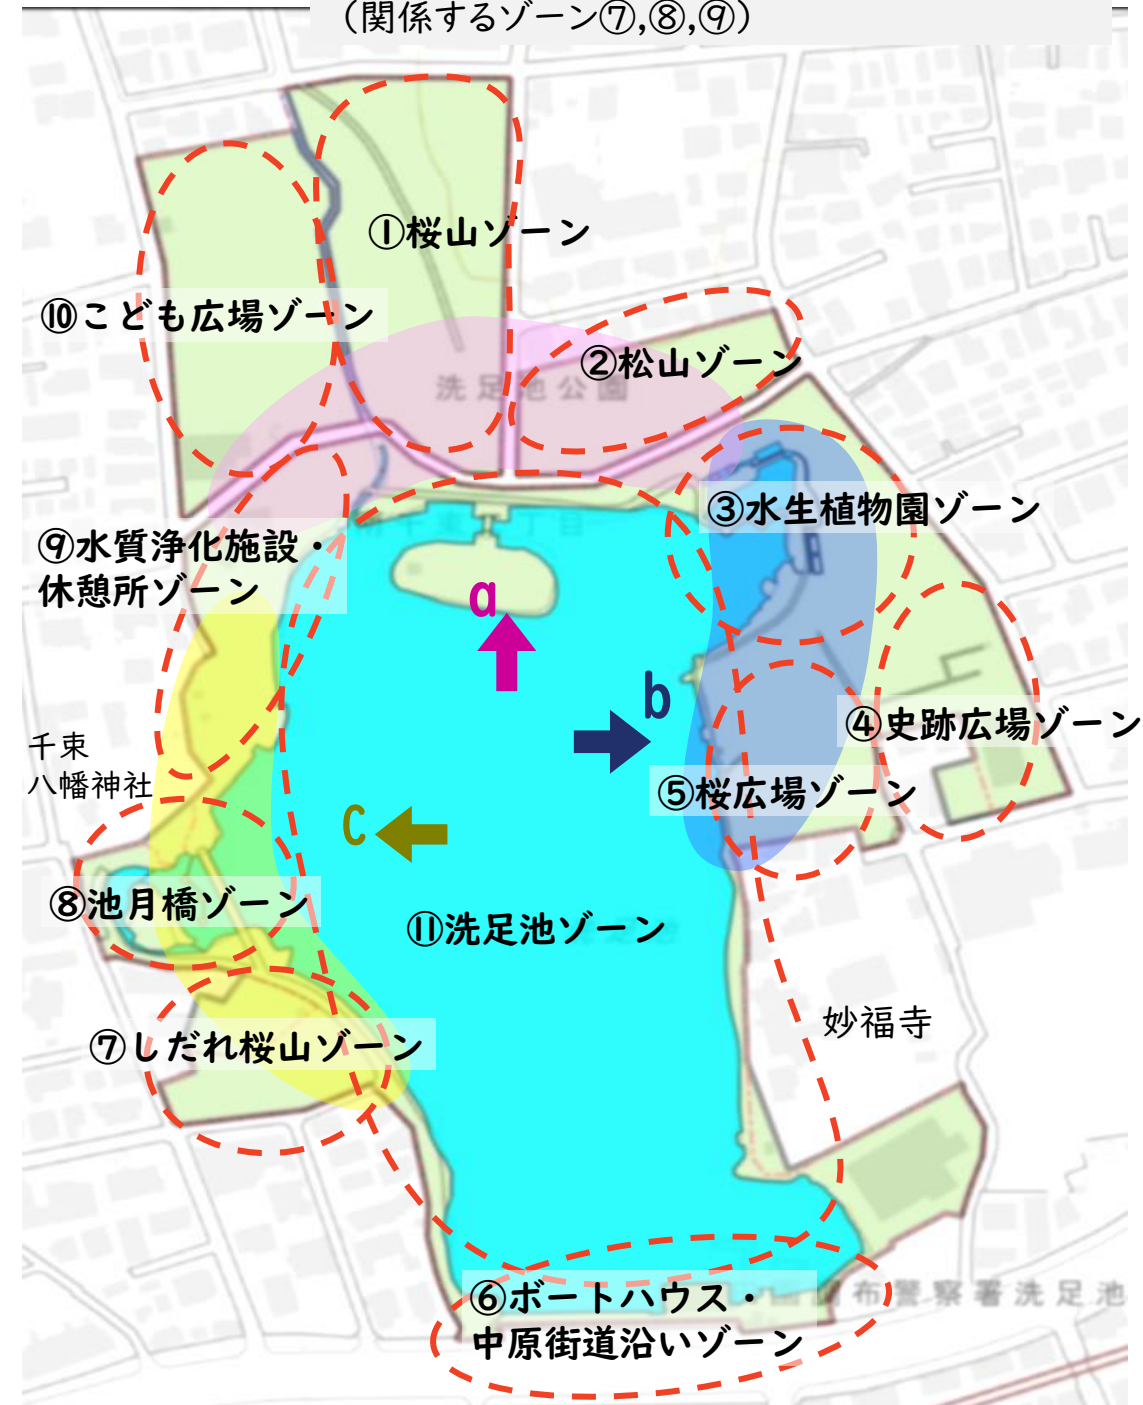 （関係するゾーン⑦,⑧,⑨）
①桜山ゾーン
⑩こども広場ゾーン
②松山ゾーン
洗足池公園
③水生植物園ゾーン
⑨水質浄化施設・
休憩所ゾーン
a
b
④史跡広場ゾーン
千束
八幡神社
⑤桜広場ゾーン
c
⑧池月橋ゾーン
⑪洗足池ゾーン
妙福寺
⑦しだれ桜山ゾーン
⑥ボートハウス・
中原街道沿いゾーン
布警察署洗足池